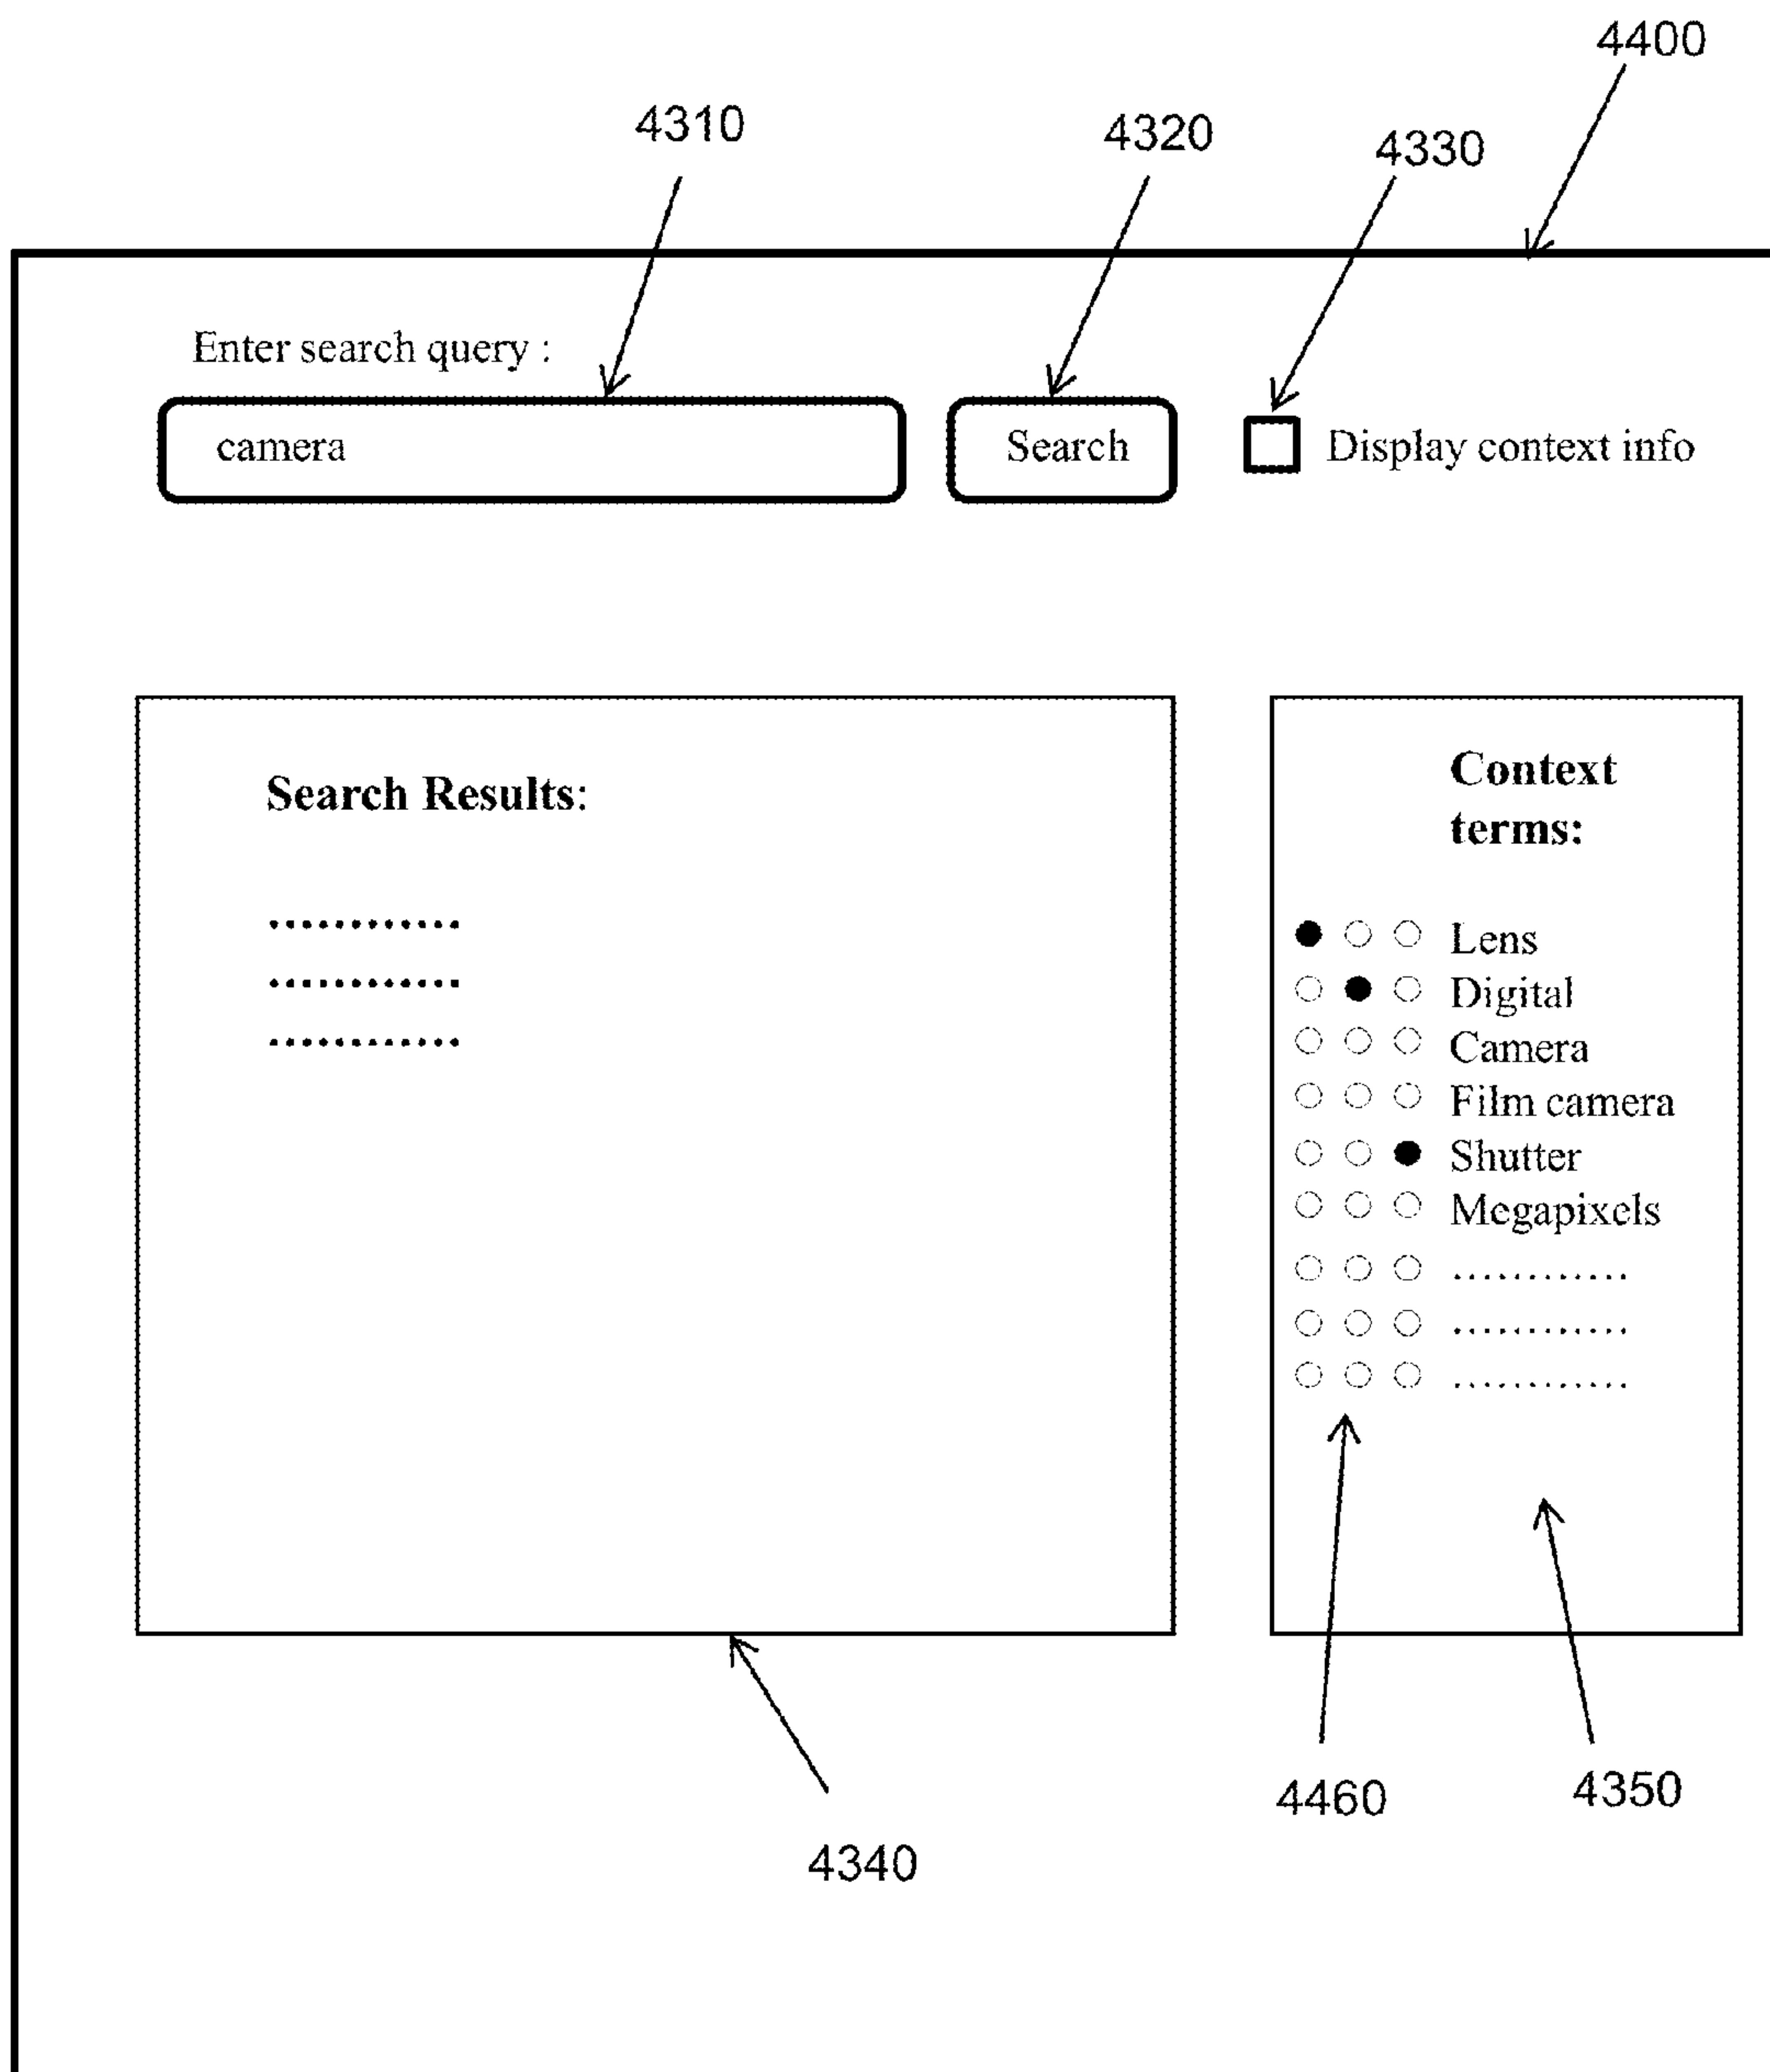 4400
4310
4320
4330
Enter search query :
camera
Search
Display context info
Search Results:
............
............
............
Context
terms:
Lens
Digital
Camera
Film camera
Shutter
Megapixels
............
............
............
4460
4350
4340